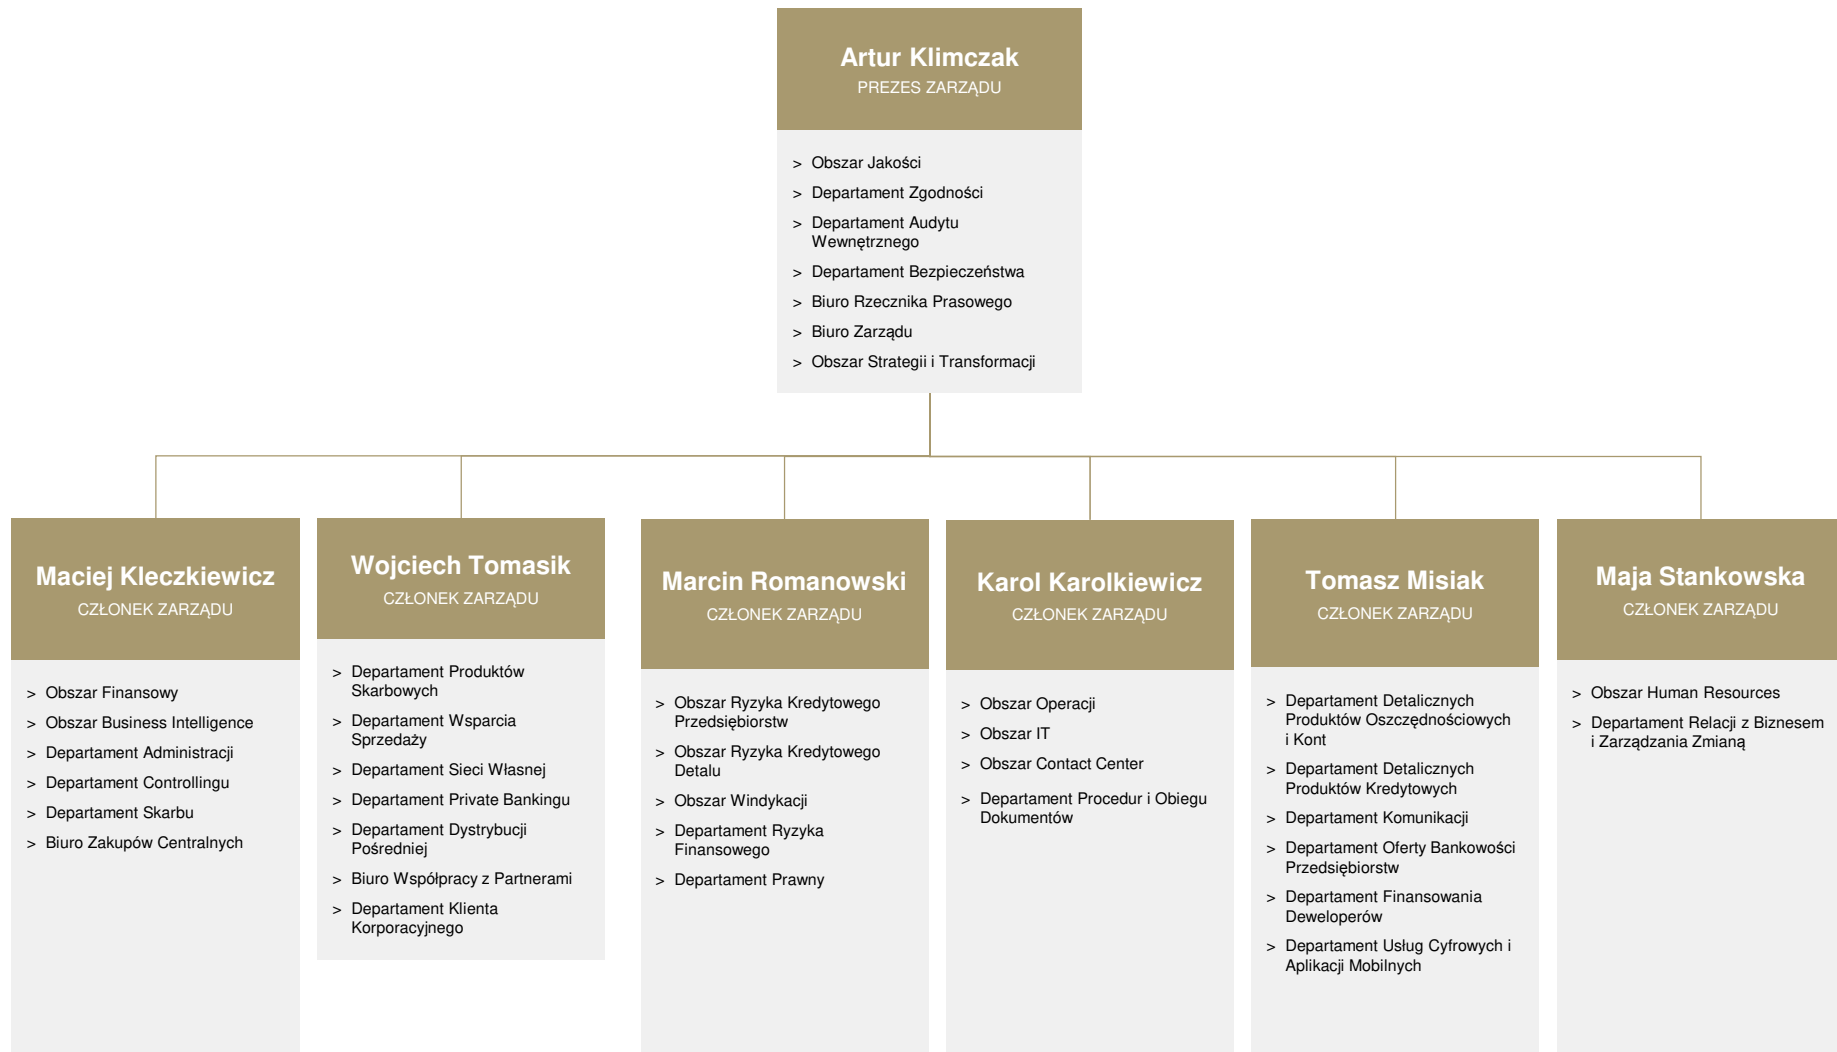 Artur Klimczak
PREZES ZARZĄDU
> Obszar Jakości
> Departament Zgodności
> Departament Audytu
Wewnętrznego
> Departament Bezpieczeństwa
> Biuro Rzecznika Prasowego
> Biuro Zarządu
> Obszar Strategii i Transformacji
Maciej Kleczkiewicz
CZŁONEK ZARZĄDU
> Obszar Finansowy
> Obszar Business Intelligence
> Departament Administracji
> Departament Controllingu
> Departament Skarbu
> Biuro Zakupów Centralnych
Wojciech Tomasik
CZŁONEK ZARZĄDU
> Departament Produktów
Skarbowych
> Departament Wsparcia
Sprzedaży
> Departament Sieci Własnej
> Departament Private Bankingu
> Departament Dystrybucji
Pośredniej
> Biuro Współpracy z Partnerami
> Departament Klienta
Korporacyjnego
Marcin Romanowski
CZŁONEK ZARZĄDU
> Obszar Ryzyka Kredytowego
Przedsiębiorstw
> Obszar Ryzyka Kredytowego
Detalu
> Obszar Windykacji
> Departament Ryzyka
Finansowego
> Departament Prawny
Karol Karolkiewicz
CZŁONEK ZARZĄDU
> Obszar Operacji
> Obszar IT
> Obszar Contact Center
> Departament Procedur i Obiegu
Dokumentów
Tomasz Misiak
CZŁONEK ZARZĄDU
> Departament Detalicznych
Produktów Oszczędnościowych
i Kont
> Departament Detalicznych
Produktów Kredytowych
> Departament Komunikacji
> Departament Oferty Bankowości
Przedsiębiorstw
> Departament Finansowania
Deweloperów
> Departament Usług Cyfrowych i
Aplikacji Mobilnych
Maja Stankowska
CZŁONEK ZARZĄDU
> Obszar Human Resources
> Departament Relacji z Biznesem
i Zarządzania Zmianą